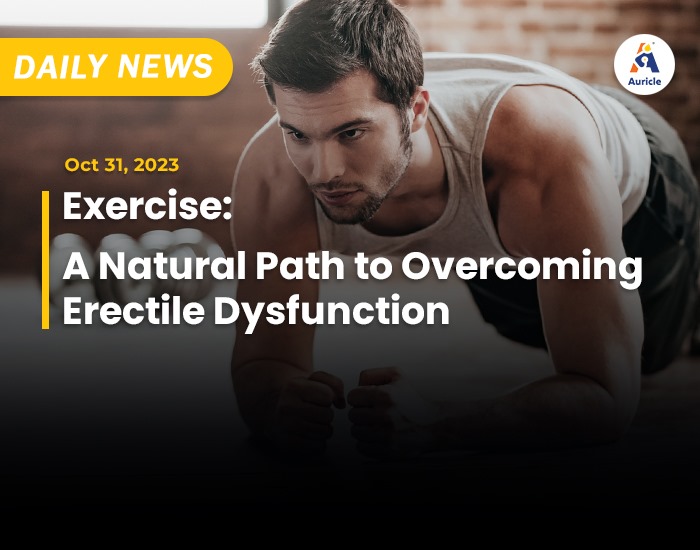 DAILY NEWS
Auricle
Oct 31, 2023
Exercise:
A Natural Path to Overcoming
Erectile Dysfunction